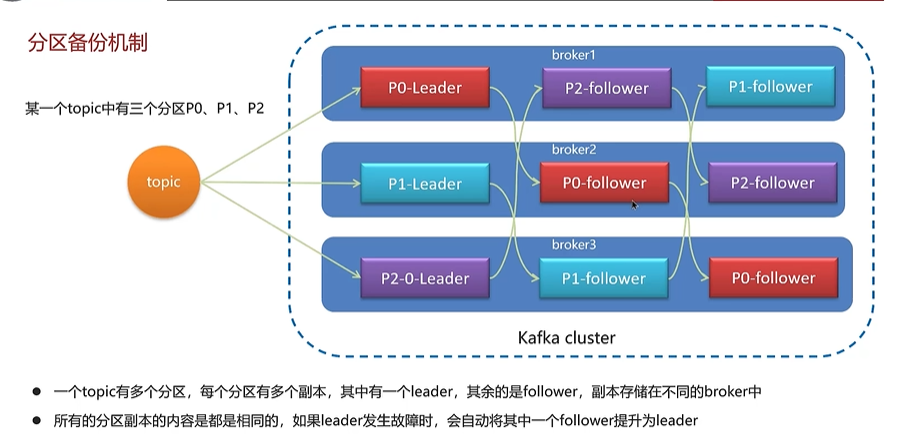 分区备份机制
某一个topic中有三个分区P0、P1、P2
topic
broker1
P0-Leader
P2-follower
P1-follower
broker2
P1-Leader
P0-follower
P2-follower
broker3
P2-0-Leader
P1-follower
P0-follower
Kafka cluster
一个topic有多个分区，每个分区有多个副本，其中有一个leader，其余的是follower，副本存储在不同的broker中
所有的分区副本的内容是都是相同的，如果leader发生故障时，会自动将其中一个follower提升为leader